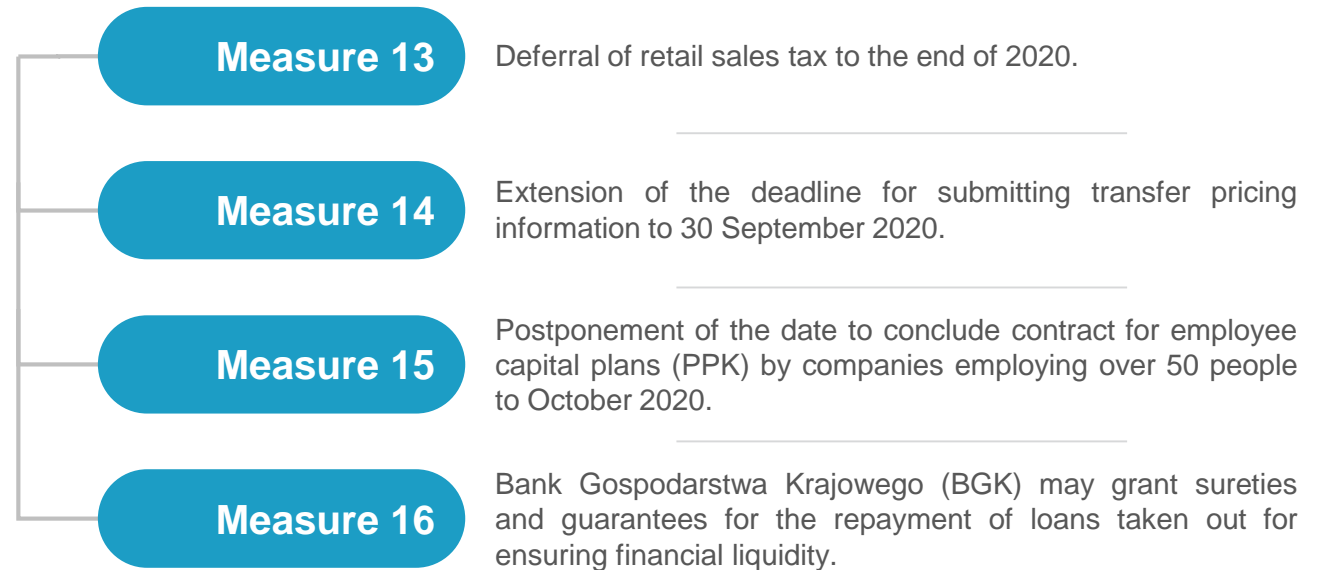 Measure 13
Deferral of retail sales tax to the end of 2020.
Measure 14
Extension of the deadline for submitting transfer pricing
information to 30 September 2020.
Measure 15
Postponement of the date to conclude contract for employee
capital plans (PPK) by companies employing over 50 people
to October 2020.
Measure 16
Bank Gospodarstwa Krajowego (BGK) may grant sureties
and guarantees for the repayment of loans taken out for
ensuring financial liquidity.